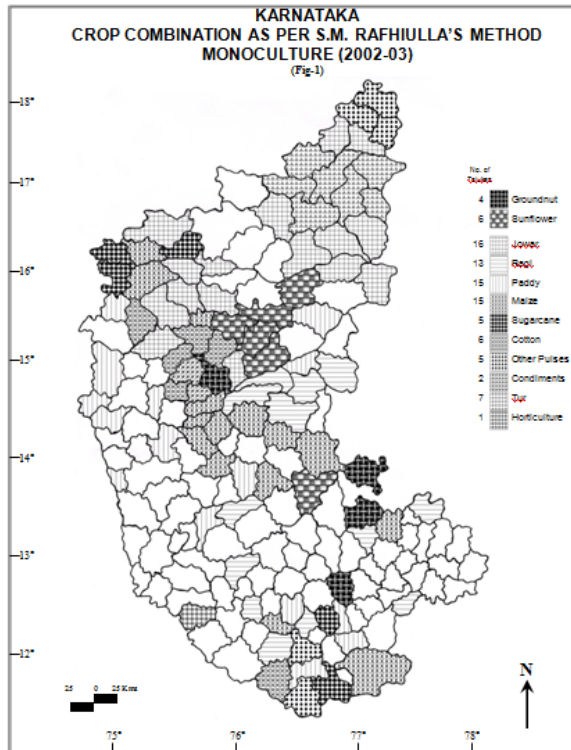 KARNATAKA
CROP COMBINATION AS PER S.M. RAFHIULLA'S METHOD
MONOCULTURE (2002-03)
(Fig-1)
18°
17°
16°
15°
14°
13°
12°
No. of
Taluks
4 Groundnut
6 Sunflower
16 Jowar
13 Ragi
15 Paddy
15 Maize
5 Sugarcane
6 Cotton
5 Other Pulses
2 Condiments
7 Tur
1 Horticulture
N
25 0 25 Kms
75° 76° 77° 78°